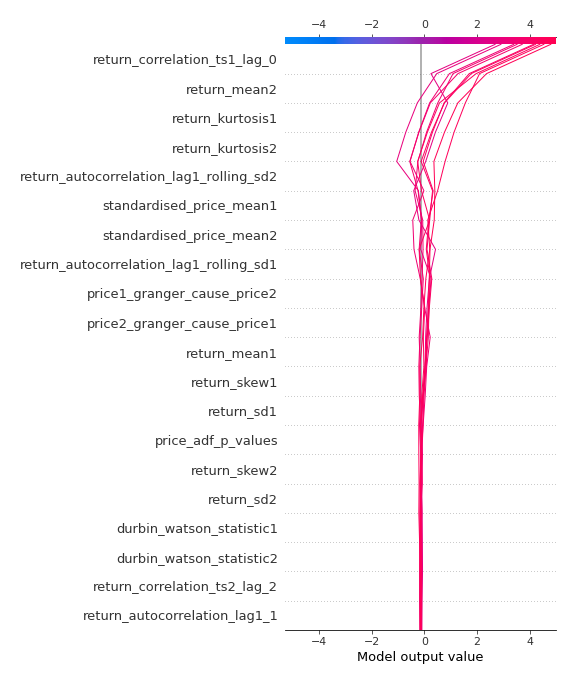 −4 −2 0 2 4
return_correlation_ts1_lag_0
return_mean2
return_kurtosis1
return_kurtosis2
return_autocorrelation_lag1_rolling_sd2
standardised_price_mean1
standardised_price_mean2
return_autocorrelation_lag1_rolling_sd1
price1_granger_cause_price2
price2_granger_cause_price1
return_mean1
return_skew1
return_sd1
price_adf_p_values
return_skew2
return_sd2
durbin_watson_statistic1
durbin_watson_statistic2
return_correlation_ts2_lag_2
return_autocorrelation_lag1_1
−4 −2 0 2 4
Model output value